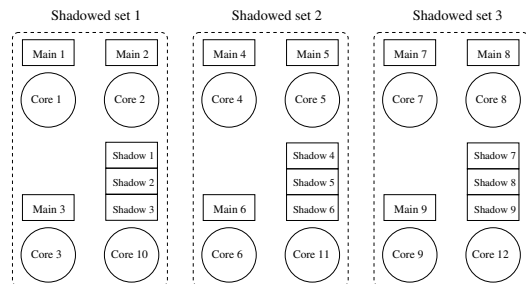 Shadowed set 1
Shadowed set 2
Shadowed set 3
Main 1
Main 2
Main 4
Main 5
Main 7
Main 8
Core 1
Core 2
Core 4
Core 5
Core 7
Core 8
Shadow 1
Shadow 4
Shadow 7
Shadow 2
Shadow 5
Shadow 8
Main 3
Shadow 3
Main 6
Shadow 6
Main 9
Shadow 9
Core 3
Core 10
Core 6
Core 11
Core 9
Core 12